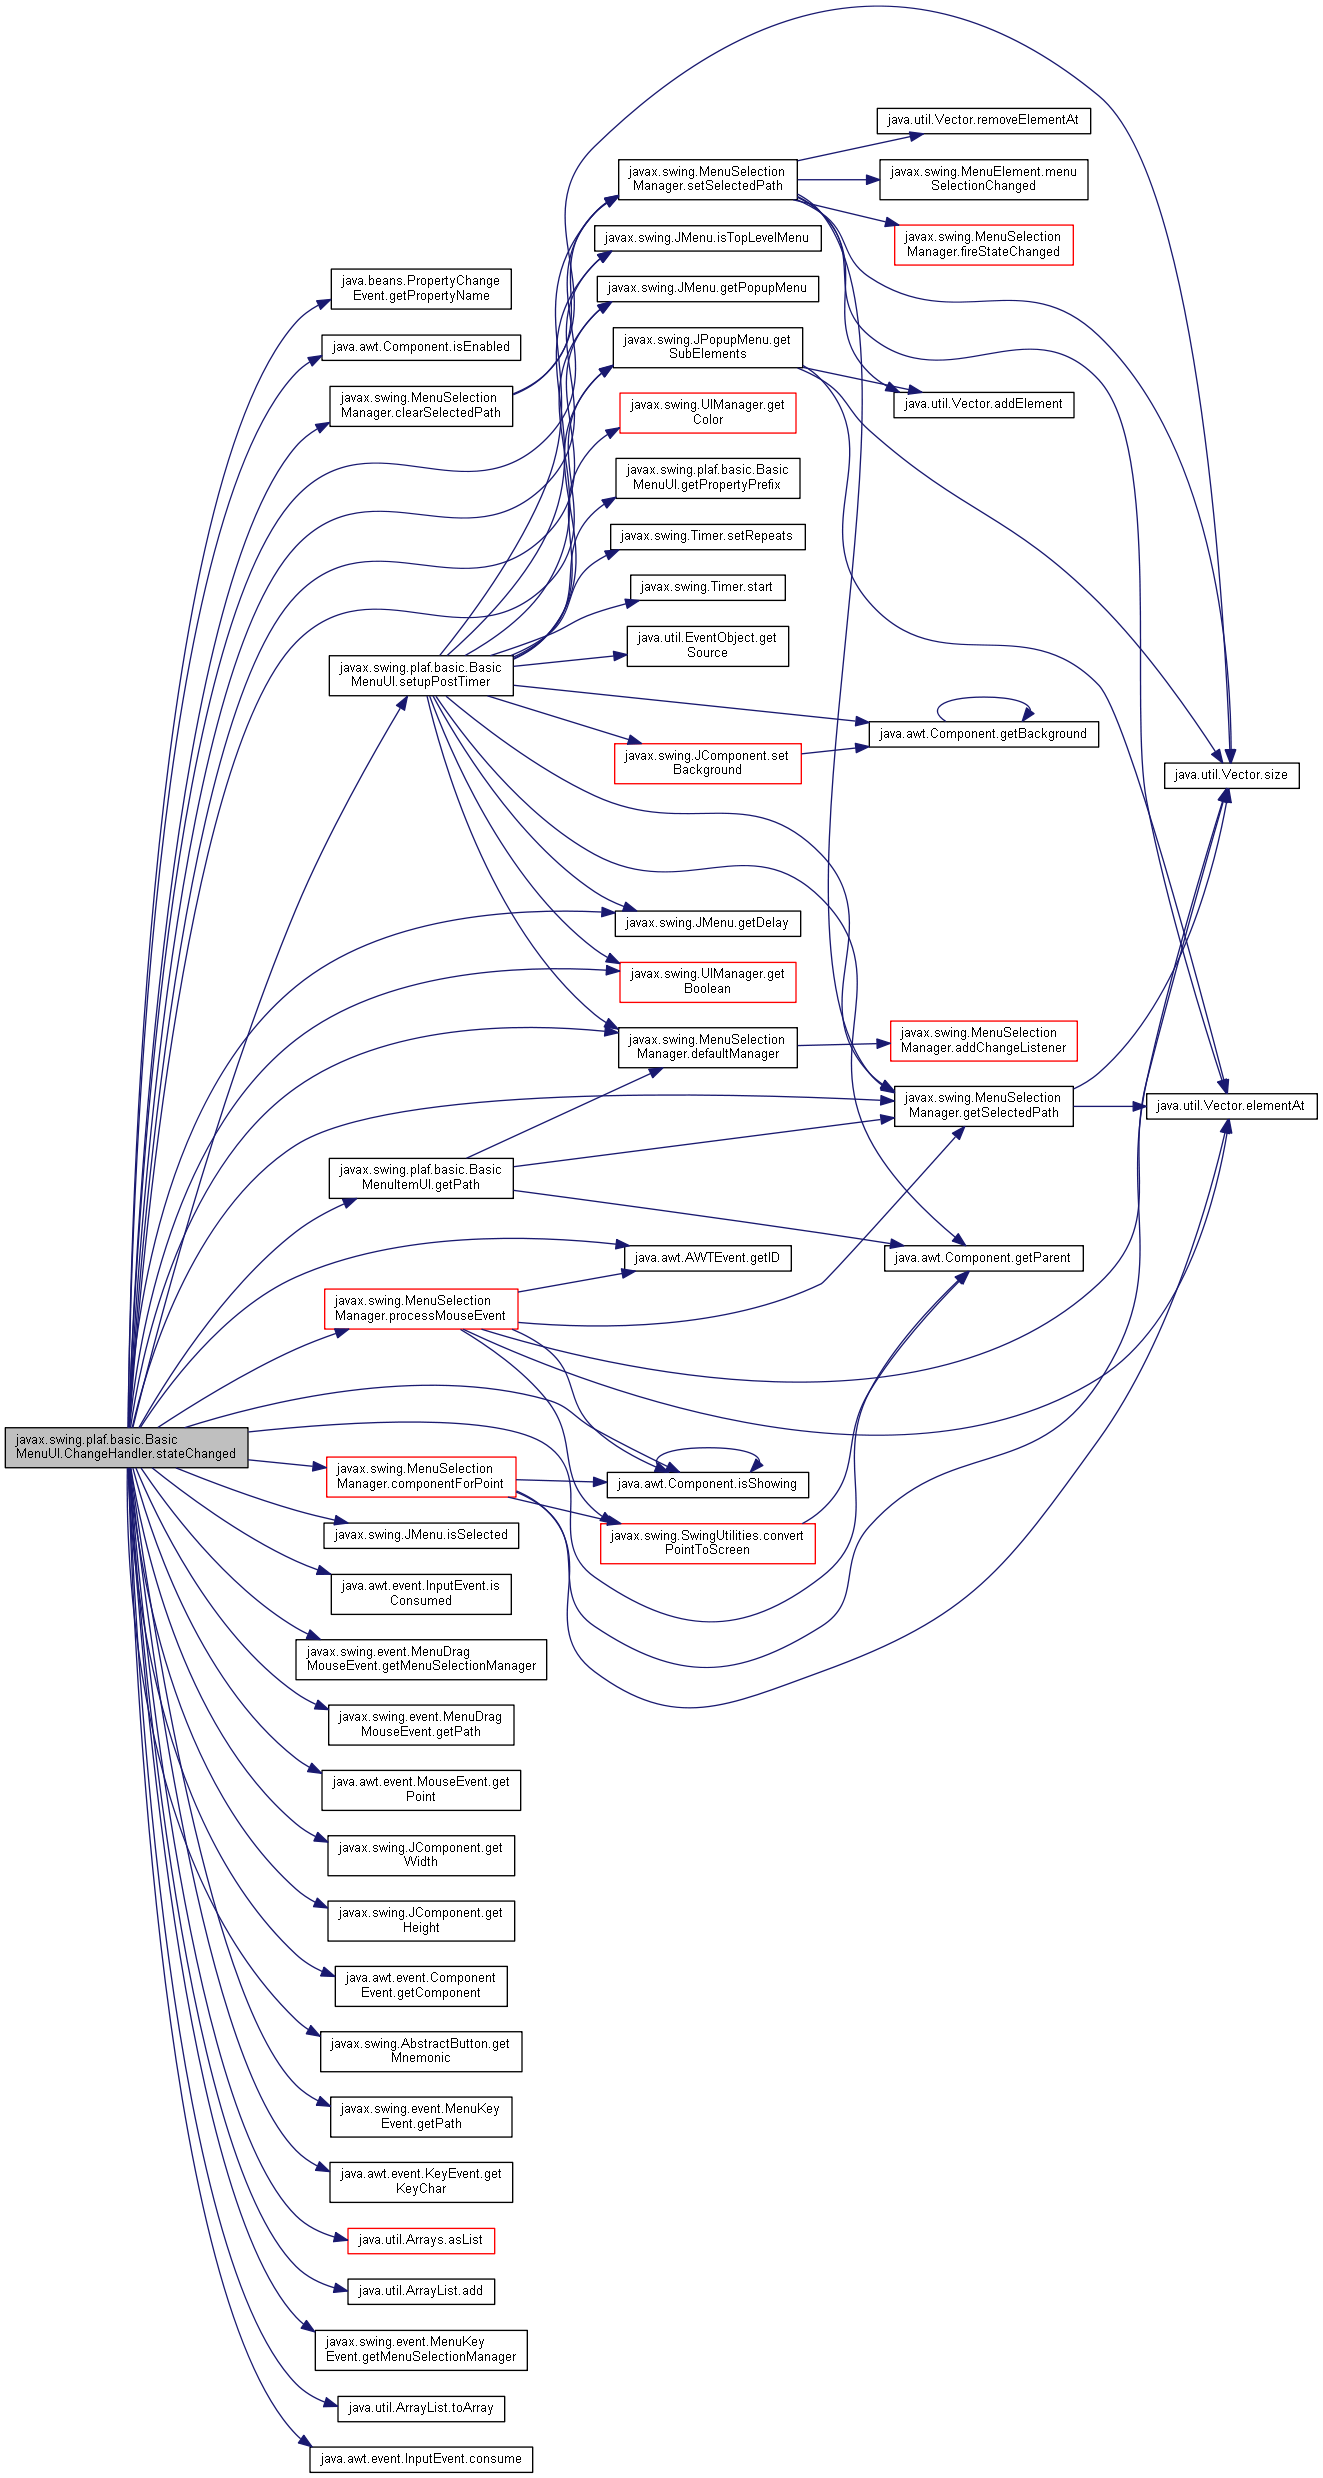 java.util.Vector.removeElementAt
javax.swing.MenuSelection
Manager.setSelectedPath
javax.swing.MenuElement.menu
SelectionChanged
javax.swing.JMenu.isTopLevelMenu
javax.swing.MenuSelection
Manager.fireStateChanged
java.beans.PropertyChange
Event.getPropertyName
javax.swing.JMenu.getPopupMenu
java.awt.Component.isEnabled
javax.swing.JPopupMenu.get
SubElements
javax.swing.MenuSelection
Manager.clearSelectedPath
javax.swing.UIManager.get
Color
java.util.Vector.addElement
javax.swing.plaf.basic.Basic
MenuUI.getPropertyPrefix
javax.swing.Timer.setRepeats
javax.swing.Timer.start
java.util.EventObject.get
Source
javax.swing.plaf.basic.Basic
MenuUI.setupPostTimer
java.awt.Component.getBackground
javax.swing.JComponent.set
Background
java.util.Vector.size
javax.swing.JMenu.getDelay
javax.swing.UIManager.get
Boolean
javax.swing.MenuSelection
Manager.defaultManager
javax.swing.MenuSelection
Manager.addChangeListener
javax.swing.MenuSelection
Manager.getSelectedPath
java.util.Vector.elementAt
javax.swing.plaf.basic.Basic
MenuItemUI.getPath
java.awt.AWTEvent.getID
java.awt.Component.getParent
javax.swing.MenuSelection
Manager.processMouseEvent
javax.swing.plaf.basic.Basic
MenuUI.ChangeHandler.stateChanged
javax.swing.MenuSelection
Manager.componentForPoint
java.awt.Component.isShowing
javax.swing.JMenu.isSelected
javax.swing.SwingUtilities.convert
PointToScreen
java.awt.event.InputEvent.is
Consumed
javax.swing.event.MenuDrag
MouseEvent.getMenuSelectionManager
javax.swing.event.MenuDrag
MouseEvent.getPath
java.awt.event.MouseEvent.get
Point
javax.swing.JComponent.get
Width
javax.swing.JComponent.get
Height
java.awt.event.Component
Event.getComponent
javax.swing.AbstractButton.get
Mnemonic
javax.swing.event.MenuKey
Event.getPath
java.awt.event.KeyEvent.get
KeyChar
java.util.Arrays.asList
java.util.ArrayList.add
javax.swing.event.MenuKey
Event.getMenuSelectionManager
java.util.ArrayList.toArray
java.awt.event.InputEvent.consume